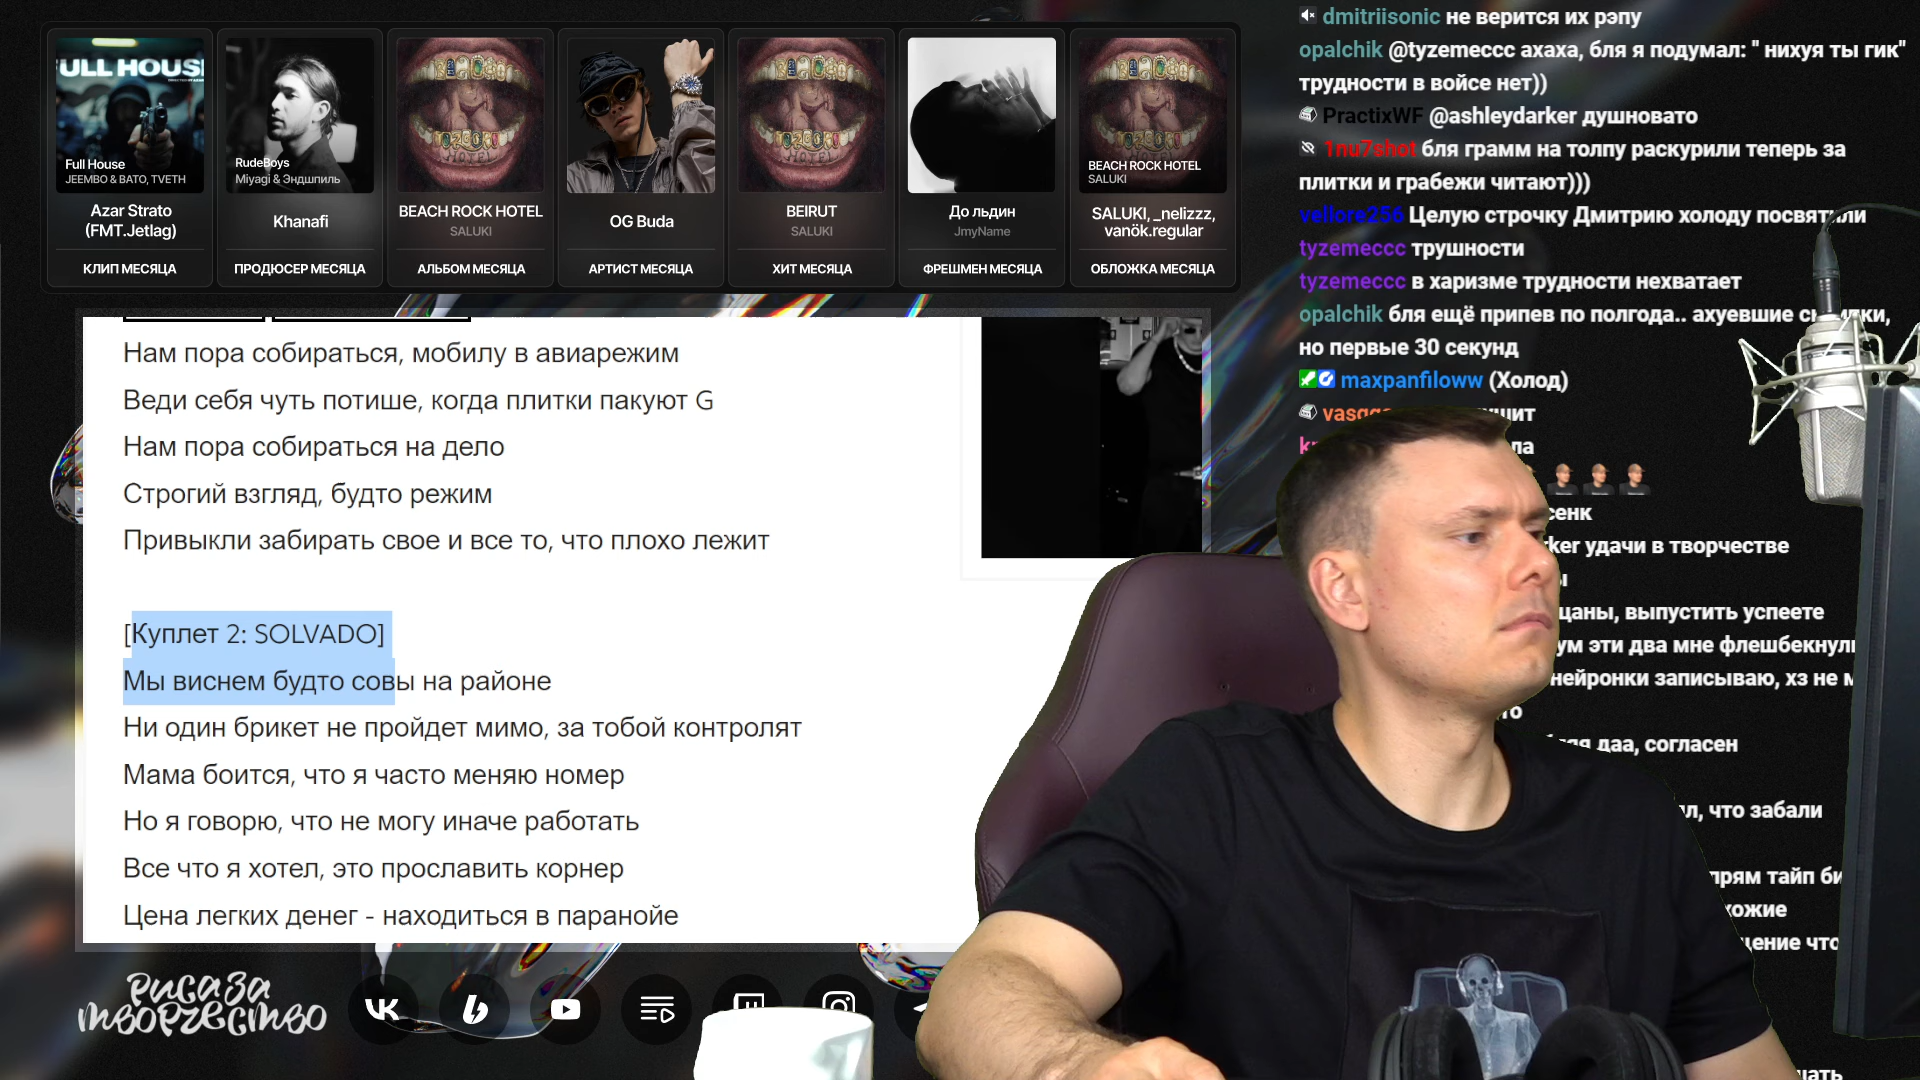 FULL HOUSE
Full House
JEEMBO & BATO, TVETH
Azar Strato
(FMT.Jetlag)
КЛИП МЕСЯЦА
RudeBoys
Miyagi & Эндшпиль
Khanafi
ПРОДЮСЕР МЕСЯЦА
BEACH ROCK HOTEL
SALUKI
АЛЬБОМ МЕСЯЦА
OG Buda
АРТИСТ МЕСЯЦА
BEIRUT
SALUKI
ХИТ МЕСЯЦА
До льдин
JmyName
ФРЕШМЕН МЕСЯЦА
BEACH ROCK HOTEL
SALUKI
SALUKI, _nelizzz,
vanök.regular
ОБЛОЖКА МЕСЯЦА
Нам пора собираться, мобилу в авиарежим
Веди себя чуть потише, когда плитки пакуют G
Нам пора собираться на дело
Строгий взгляд, будто режим
Привыкли забирать свое и все то, что плохо лежит
[Куплет 2: SOLVADO]
Мы виснем будто совы на районе
Ни один брикет не пройдет мимо, за тобой контролят
Мама боится, что я часто меняю номер
Но я говорю, что не могу иначе работать
Все что я хотел, это прославить корнер
Цена легких денег - находиться в паранойе
dmitriisonic не верится их рэпу
opalchik @tyzemeccc ахаха, бля я подумал: " нихуя ты гик"
трудности в войсе нет))
PractixWF @ashleydarker душновато
1nu7shot бля грамм на толпу раскурили теперь за
плитки и грабежи читают)))
vellore256 Целую строчку Дмитрию холоду посвятили
tyzemeccc трушности
tyzemeccc в харизме трудности нехватает
opalchik бля ещё припев по полгода.. ахуевшие
но первые 30 секунд
maxpanfiloww (Холод)
удачи в творчестве
выпустить успеете
эти два мне
записываю, хз не
даа, согласен
что забали
прям тайп
что
РИСА ЗА
ТВОРЧЕСТВО